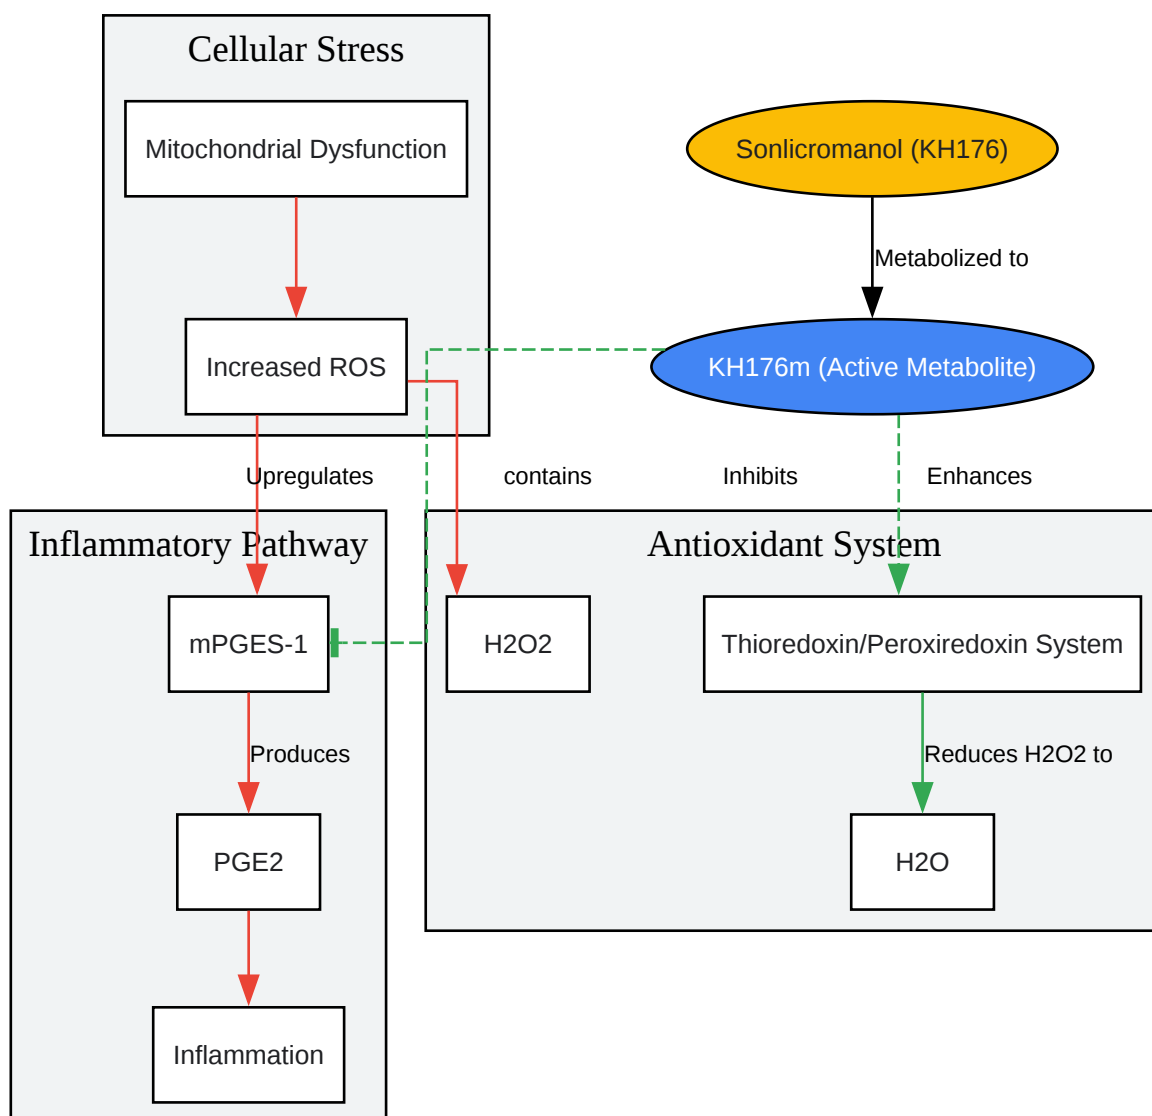 Cellular Stress
Mitochondrial Dysfunction
Sonlicromanol (KH176)
Metabolized to
Increased ROS
KH176m (Active Metabolite)
Upregulates
contains
Inhibits
Enhances
Inflammatory Pathway
Antioxidant System
mPGES-1
H2O2
Thioredoxin/Peroxiredoxin System
Produces
Reduces H2O2 to
PGE2
H2O
Inflammation